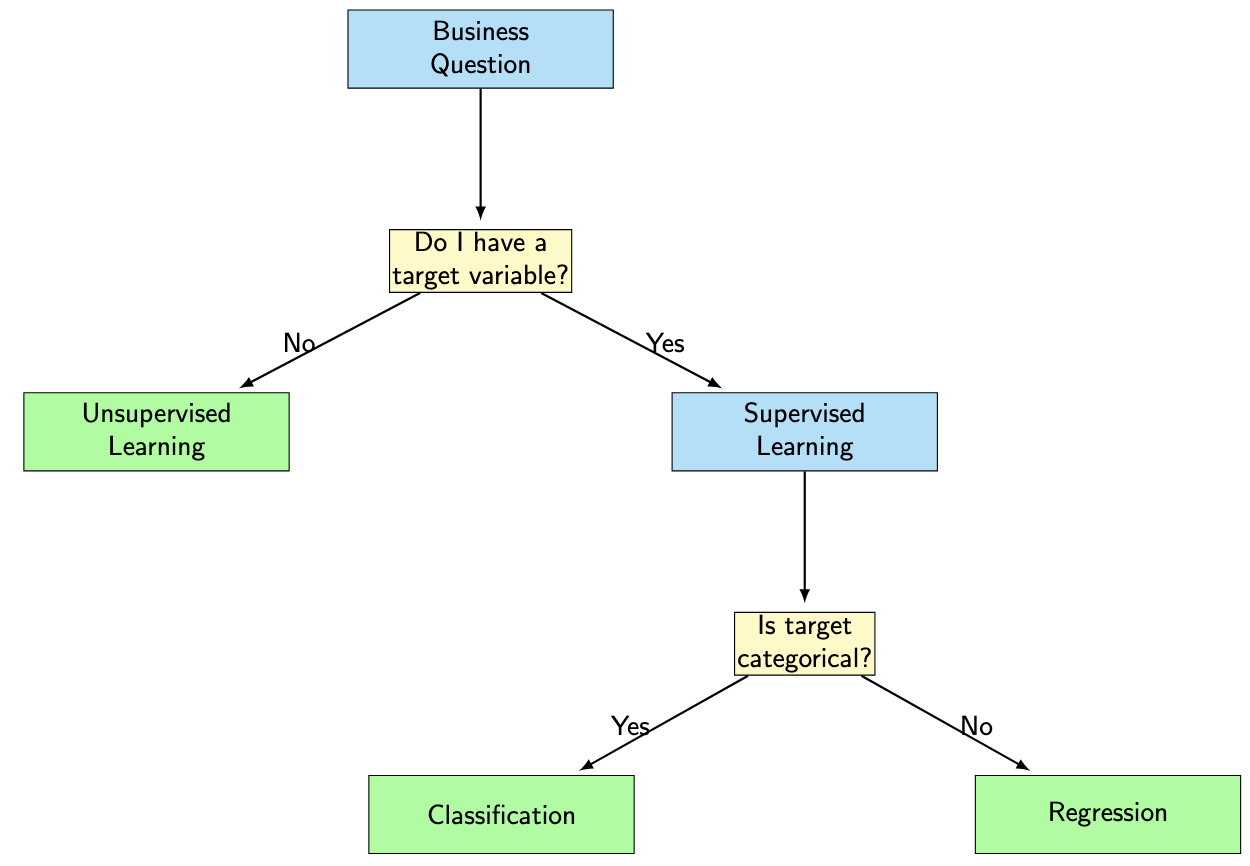 Business
Question
Do I have a
target variable?
No
Yes
Unsupervised
Learning
Supervised
Learning
Is target
categorical?
Yes
No
Classification
Regression